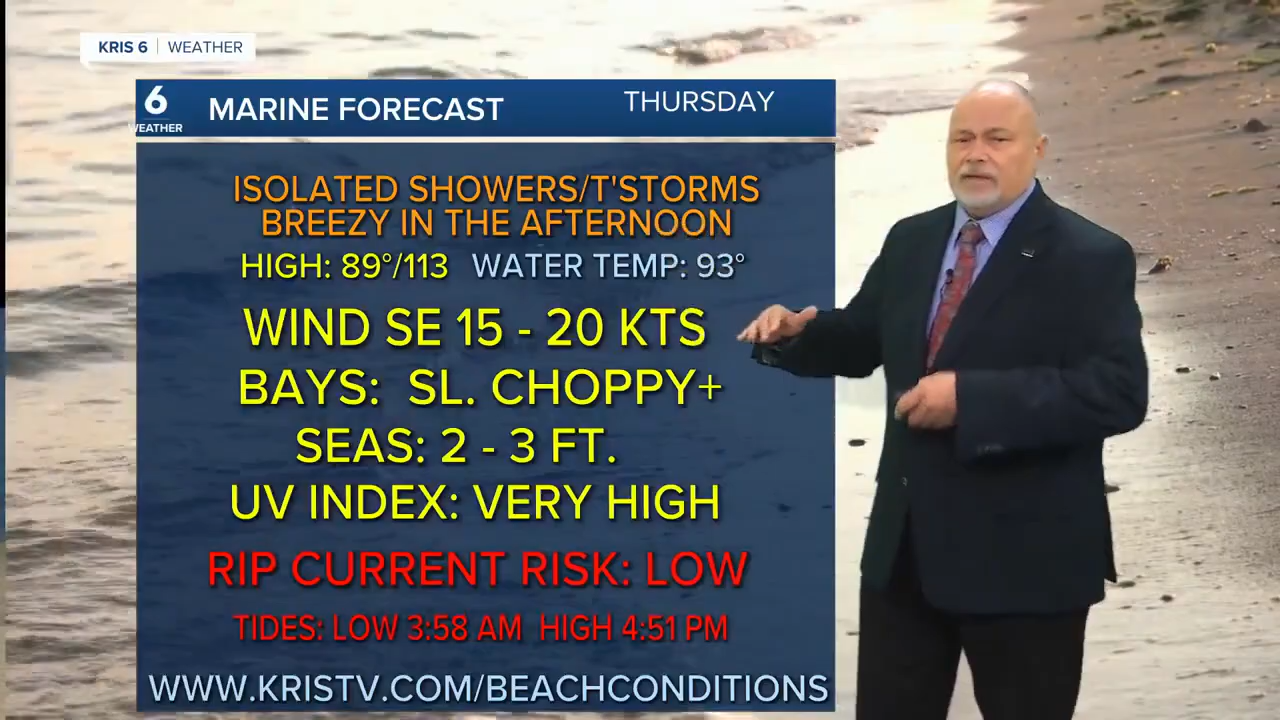 KRIS 6 | WEATHER
6
WEATHER
MARINE FORECAST
THURSDAY
ISOLATED SHOWERS/T'STORMS
BREEZY IN THE AFTERNOON
HIGH: 89°/113 WATER TEMP: 93°
WIND SE 15 - 20 KTS
BAYS: SL. CHOPPY+
SEAS: 2 - 3 FT.
UV INDEX: VERY HIGH
RIP CURRENT RISK: LOW
TIDES: LOW 3:58 AM HIGH 4:51 PM
WWW.KRISTV.COM/BEACHCONDITIONS